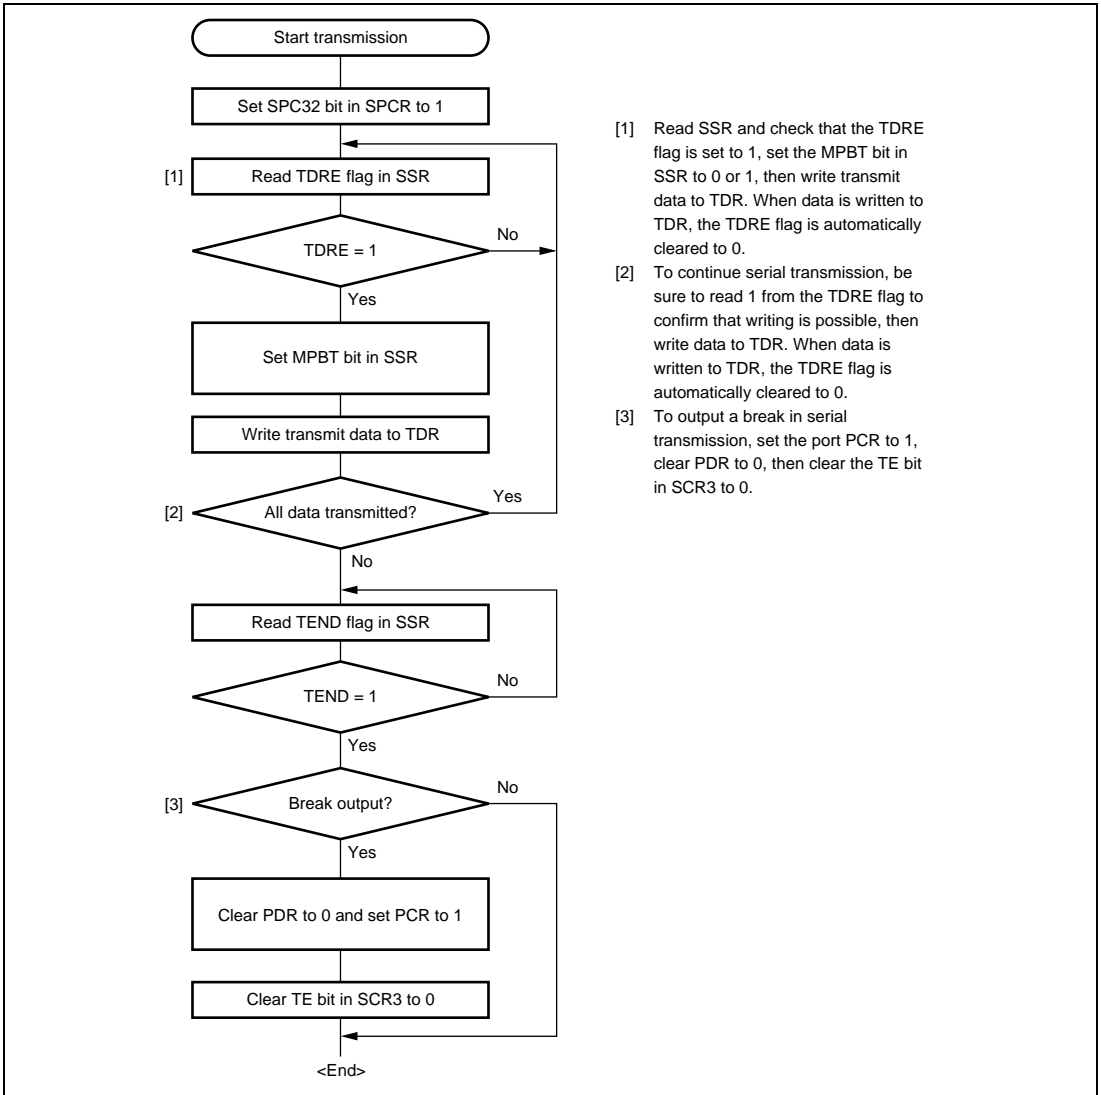 Start transmission
Set SPC32 bit in SPCR to 1
[1]
Read TDRE flag in SSR
No
TDRE = 1
Yes
Set MPBT bit in SSR
Write transmit data to TDR
Yes
[2]
All data transmitted?
No
Read TEND flag in SSR
No
TEND = 1
Yes
No
[3]
Break output?
Yes
Clear PDR to 0 and set PCR to 1
Clear TE bit in SCR3 to 0
<End>
[1] Read SSR and check that the TDRE
flag is set to 1, set the MPBT bit in
SSR to 0 or 1, then write transmit
data to TDR. When data is written to
TDR, the TDRE flag is automatically
cleared to 0.
[2] To continue serial transmission, be
sure to read 1 from the TDRE flag to
confirm that writing is possible, then
write data to TDR. When data is
written to TDR, the TDRE flag is
automatically cleared to 0.
[3] To output a break in serial
transmission, set the port PCR to 1,
clear PDR to 0, then clear the TE bit
in SCR3 to 0.